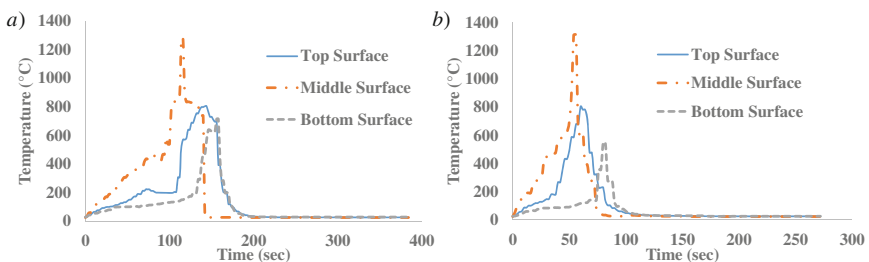 a)
1400
1200
1000
800
600
400
200
0
Temperature (°C)
Top Surface
Middle Surface
Bottom Surface
0 100 200 300 400
Time (sec)
b)
1400
1200
1000
800
600
400
200
0
Temperature (°C)
Top Surface
Middle Surface
Bottom Surface
0 50 100 150 200 250 300
Time (sec)